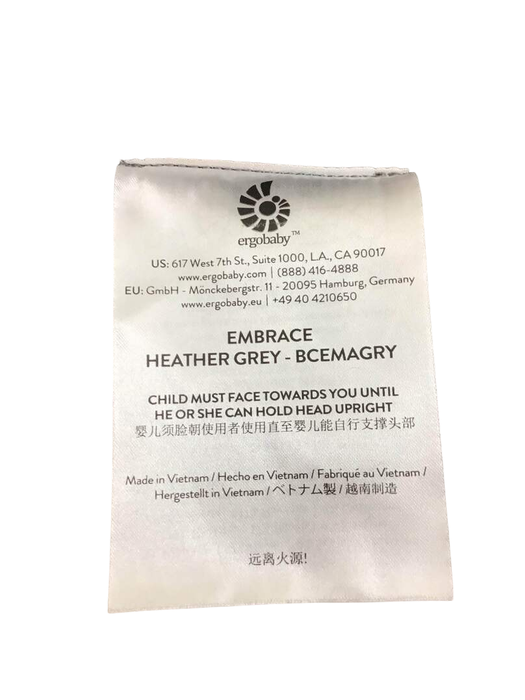 ergobaby™
US: 617 West 7th St., Suite 1000, L.A., CA 90017
www.ergobaby.com | (888) 416-4888
EU: GmbH - Mönckebergstr. 11 - 20095 Hamburg, Germany
www.ergobaby.eu | +49 40 4210650
EMBRACE
HEATHER GREY - BCEMAGRY
CHILD MUST FACE TOWARDS YOU UNTIL
HE OR SHE CAN HOLD HEAD UPRIGHT
婴儿须脸朝使用者使用直至婴儿能自行支撑头部
Made in Vietnam / Hecho en Vietnam / Fabriqué au Vietnam /
Hergestellt in Vietnam / ベトナム製 / 越南制造
远离火源!